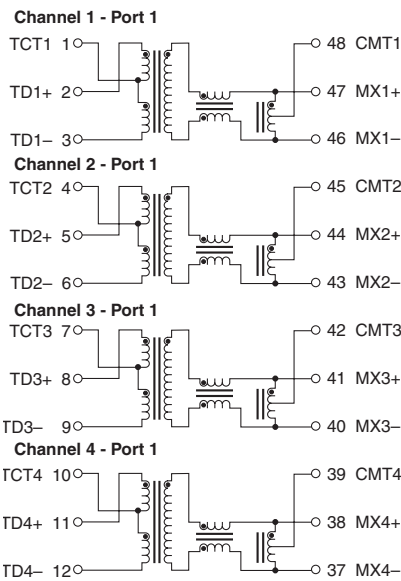 Channel 1 - Port 1
TCT1 1 48 CMT1
TD1+ 2 47 MX1+
TD1– 3 46 MX1–
Channel 2 - Port 1
TCT2 4 45 CMT2
TD2+ 5 44 MX2+
TD2– 6 43 MX2–
Channel 3 - Port 1
TCT3 7 42 CMT3
TD3+ 8 41 MX3+
TD3– 9 40 MX3–
Channel 4 - Port 1
TCT4 10 39 CMT4
TD4+ 11 38 MX4+
TD4– 12 37 MX4–